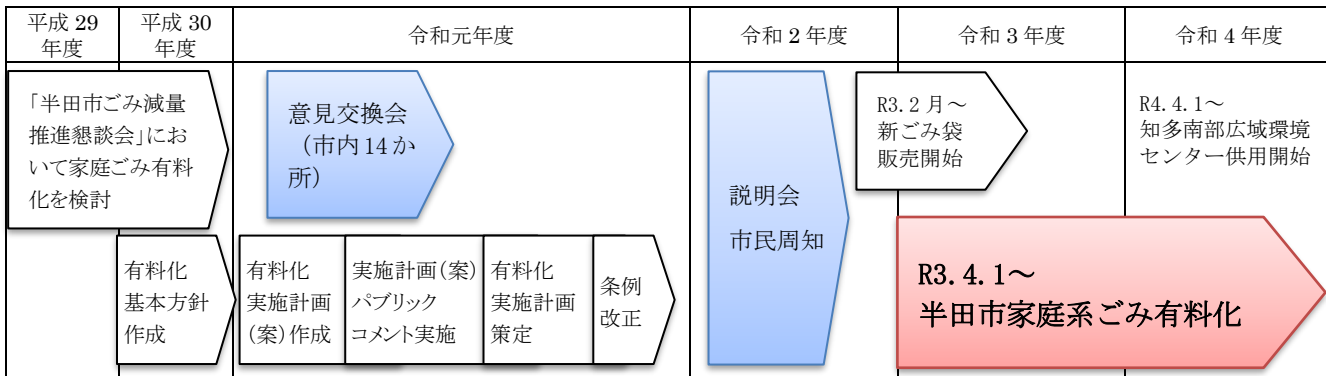 平成 29
年度
平成 30
年度
令和元年度
令和 2 年度
令和 3 年度
令和 4 年度
「半田市ごみ減量
推進懇談会」にお
いて家庭ごみ有料
化を検討
意見交換会
（市内14か
所）
説明会
市民周知
R3.2月～
新ごみ袋
販売開始
R4.4.1～
知多南部広域環境
センター供用開始
有料化
基本方針
作成
有料化
実施計画
（案）作成
実施計画（案）
パブリック
コメント実施
有料化
実施計画
策定
条例
改正
R3.4.1～
半田市家庭系ごみ有料化